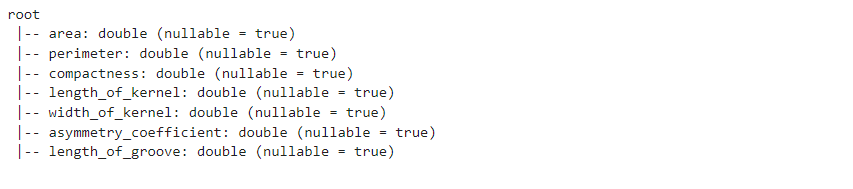 root
 |-- area: double (nullable = true)
 |-- perimeter: double (nullable = true)
 |-- compactness: double (nullable = true)
 |-- length_of_kernel: double (nullable = true)
 |-- width_of_kernel: double (nullable = true)
 |-- asymmetry_coefficient: double (nullable = true)
 |-- length_of_groove: double (nullable = true)